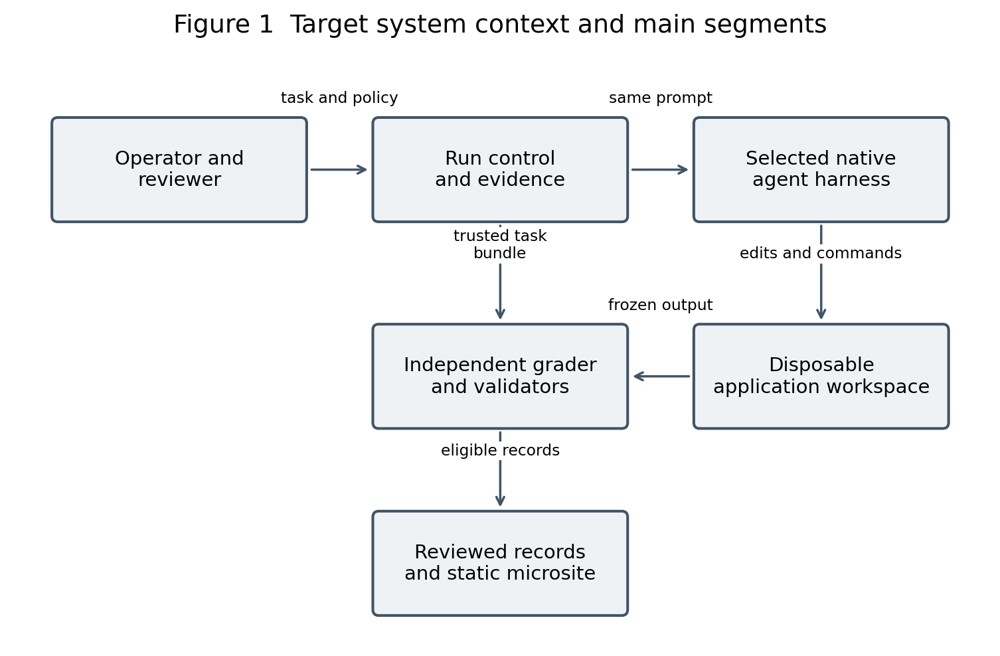 Figure 1  Target system context and main segments
task and policy
same prompt
Operator and
reviewer
Run control
and evidence
Selected native
agent harness
trusted task
bundle
edits and commands
frozen output
Independent grader
and validators
Disposable
application workspace
eligible records
Reviewed records
and static microsite